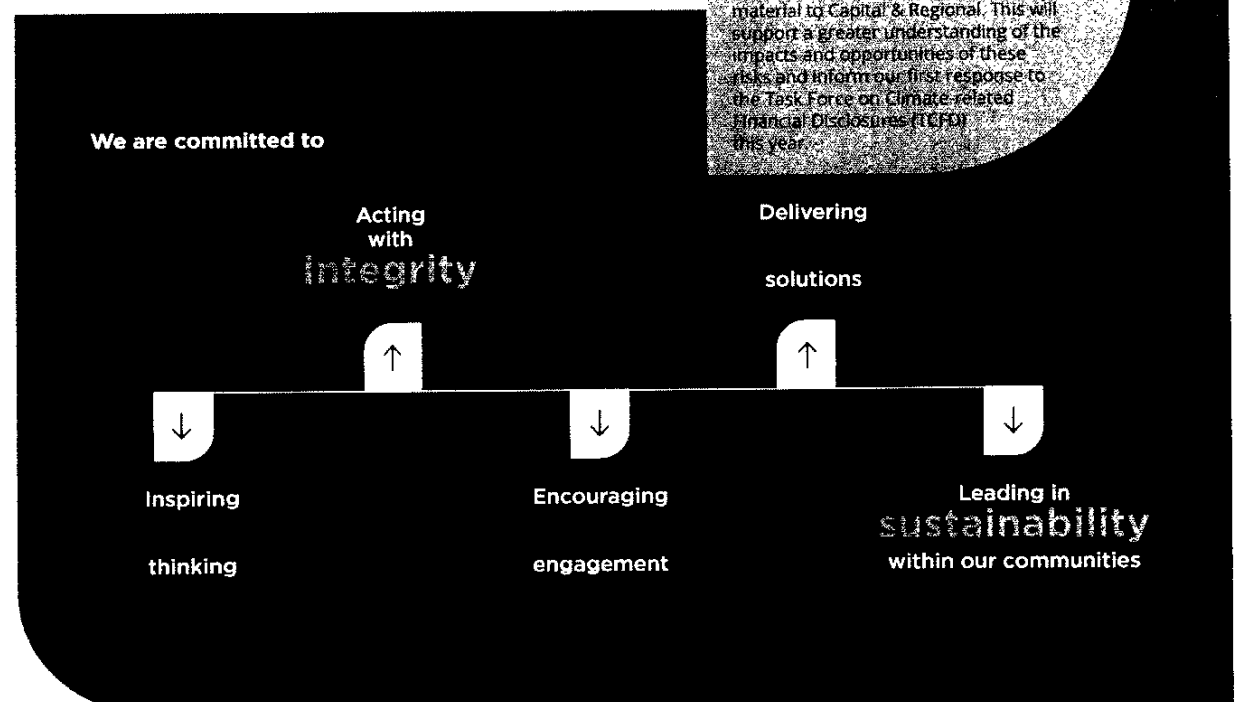 material to Capital & Regional. This will
support a greater understanding of the
impacts and opportunities of these
risks and inform our first response to
the Task Force on Climate-related
Financial Disclosures (TCFD)
this year.
We are committed to
Acting
with
integrity
Delivering
solutions
Inspiring
thinking
Encouraging
engagement
Leading in
sustainability
within our communities